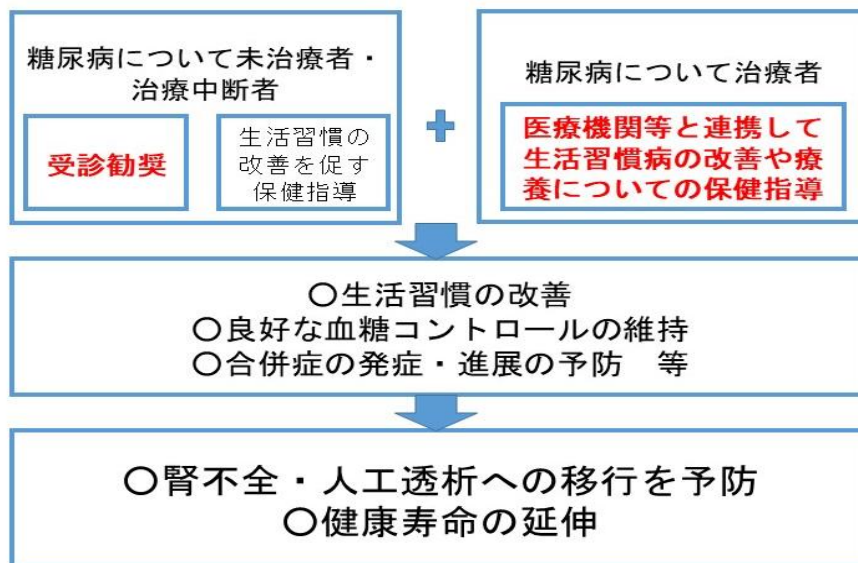 糖尿病について未治療者・
治療中断者
受診勧奨
生活習慣の
改善を促す
保健指導
+
糖尿病について治療者
医療機関等と連携して
生活習慣病の改善や療
養についての保健指導
〇生活習慣の改善
〇良好な血糖コントロールの維持
〇合併症の発症・進展の予防　等
〇腎不全・人工透析への移行を予防
〇健康寿命の延伸